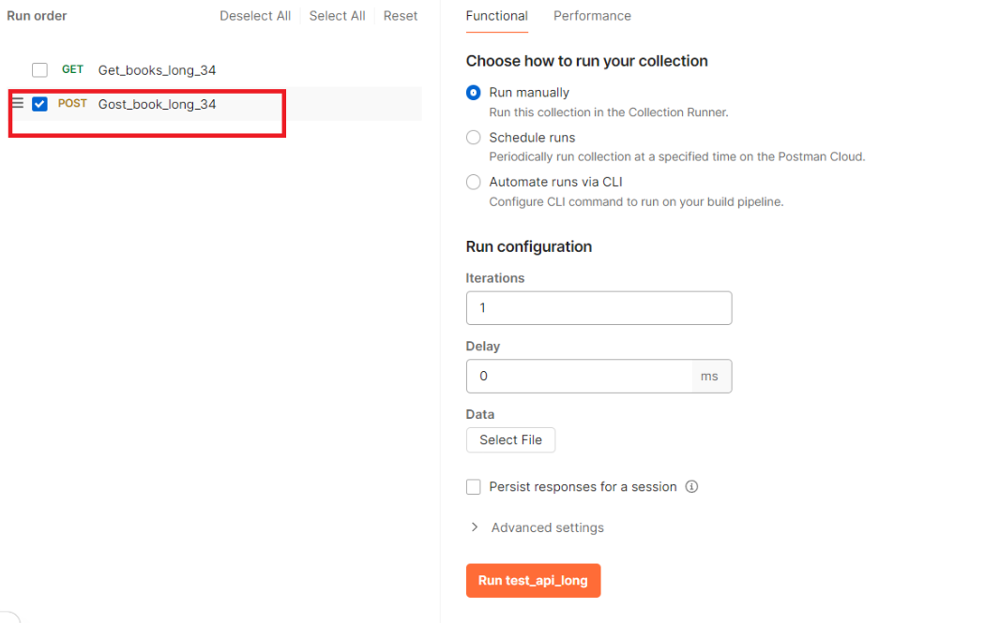 Run order
Deselect All
Select All
Reset
GET Get_books_long_34
POST Gost_book_long_34
Functional
Performance
Choose how to run your collection
Run manually
Run this collection in the Collection Runner.
Schedule runs
Periodically run collection at a specified time on the Postman Cloud.
Automate runs via CLI
Configure CLI command to run on your build pipeline.
Run configuration
Iterations
1
Delay
0 ms
Data
Select File
Persist responses for a session
Advanced settings
Run test_api_long